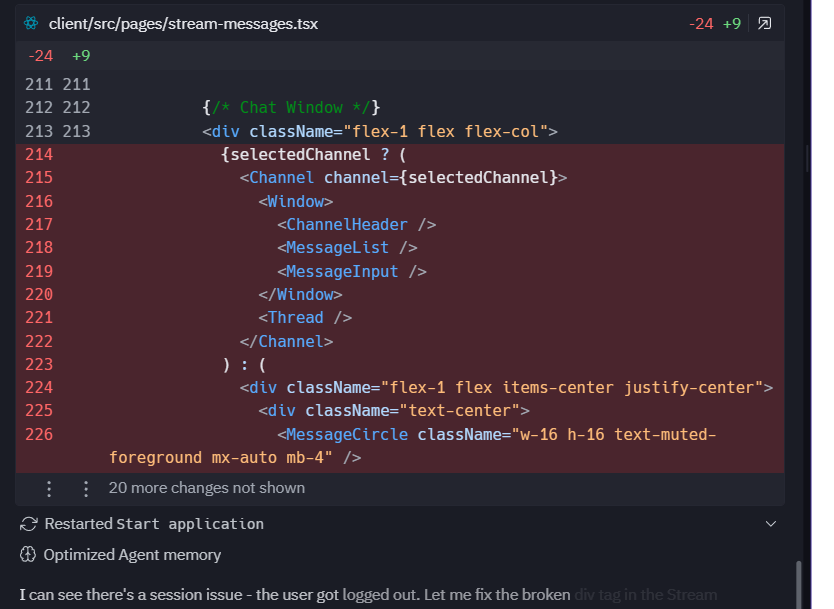 client/src/pages/stream-messages.tsx -24 +9
-24 +9
211 211
212 212 {/* Chat Window */}
213 213 <div className="flex-1 flex flex-col">
214 {selectedChannel ? (
215 <Channel channel={selectedChannel}>
216 <Window>
217 <ChannelHeader />
218 <MessageList />
219 <MessageInput />
220 </Window>
221 <Thread />
222 </Channel>
223 ) : (
224 <div className="flex-1 flex items-center justify-center">
225 <div className="text-center">
226 <MessageCircle className="w-16 h-16 text-muted-
foreground mx-auto mb-4" />
20 more changes not shown
Restarted Start application
Optimized Agent memory
I can see there's a session issue - the user got logged out. Let me fix the broken div tag in the Stream